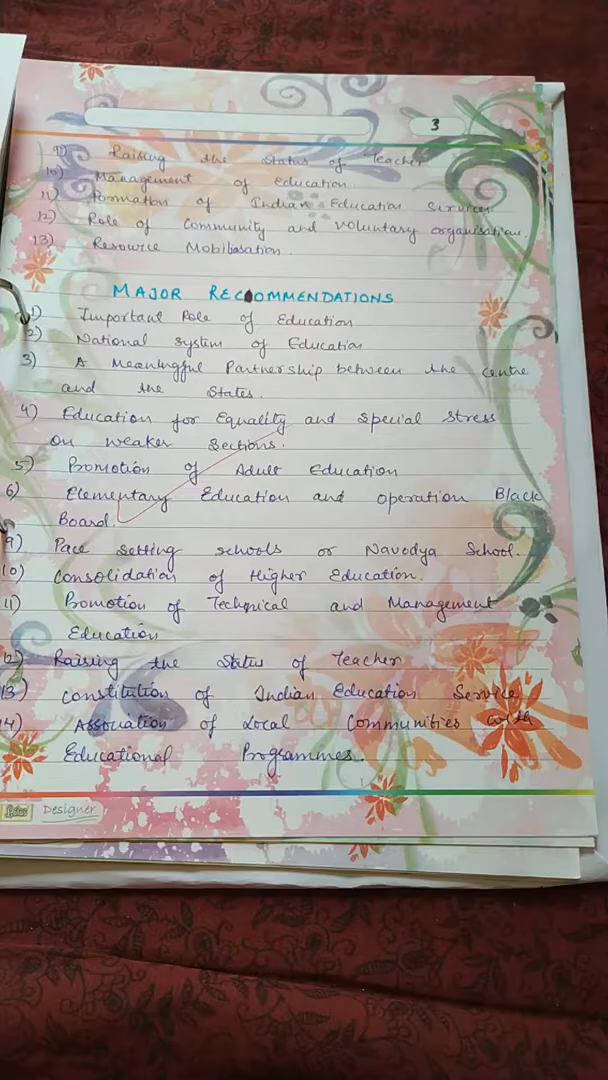 3
9) Raising the Status of Teacher
10) Management of education
11) Formation of Indian Education Services
12) Role of Community and Voluntary organisation.
13) Resource Mobilisation.
MAJOR RECOMMENDATIONS
1) Important Role of Education
2) National System of Education
3) A Meaningful Partnership between the centre
and the States.
4) Education for Equality and Special Stress
on weaker Sections.
5) Promotion of Adult Education
6) Elementary Education and operation Black
Board.
9) Pace Setting schools or Navodya School.
10) Consolidation of Higher Education.
11) Promotion of Technical and Management
Education
12) Raising the Status of Teacher
13) Constitution of Indian Education Service
14) Association of Local Communities with
Educational Programmes.
Designer